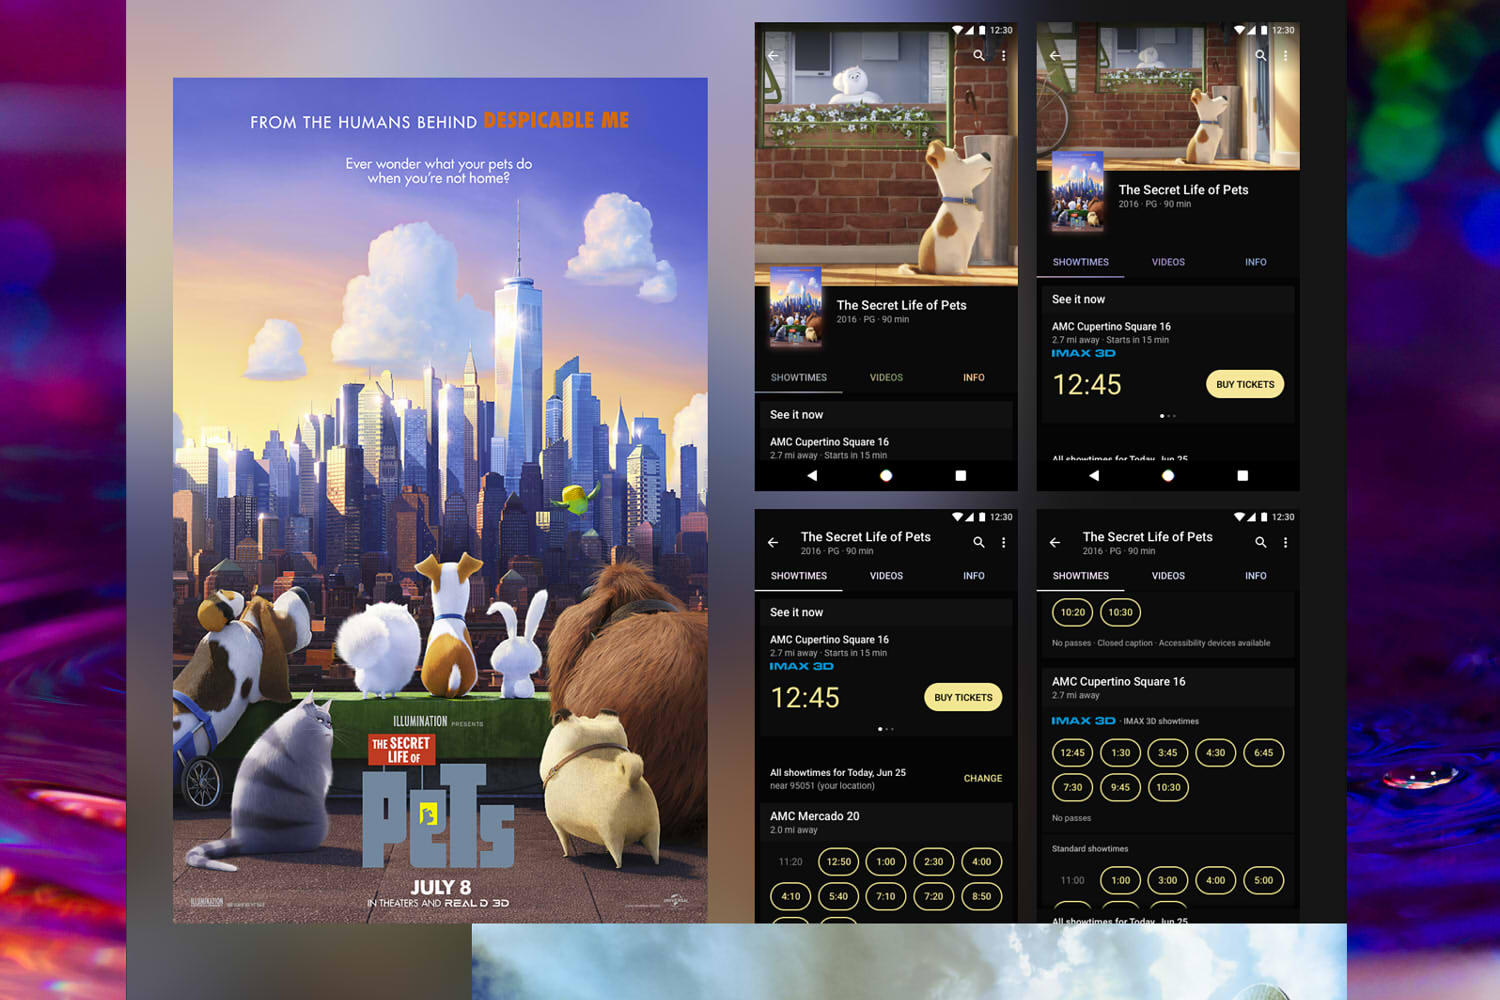 FROM THE HUMANS BEHIND DESPICABLE ME
Ever wonder what your pets do
when you're not home?
ILLUMINATION PRESENTS
THE SECRET
LIFE OF
PETS
JULY 8
IN THEATERS AND REAL D 3D
ILLUMINATION
UNIVERSAL
12:30
The Secret Life of Pets
2016 · PG · 90 min
SHOWTIMES VIDEOS INFO
See it now
AMC Cupertino Square 16
2.7 mi away · Starts in 15 min
12:30
The Secret Life of Pets
2016 · PG · 90 min
SHOWTIMES VIDEOS INFO
See it now
AMC Cupertino Square 16
2.7 mi away · Starts in 15 min
IMAX 3D
12:45 BUY TICKETS
All showtimes for Today, Jun 25
12:30
The Secret Life of Pets
2016 · PG · 90 min
SHOWTIMES VIDEOS INFO
See it now
AMC Cupertino Square 16
2.7 mi away · Starts in 15 min
IMAX 3D
12:45 BUY TICKETS
All showtimes for Today, Jun 25
near 95051 (your location) CHANGE
AMC Mercado 20
2.0 mi away
11:20 12:50 1:00 2:30 4:00
4:10 5:40 7:10 7:20 8:50
12:30
The Secret Life of Pets
2016 · PG · 90 min
SHOWTIMES VIDEOS INFO
10:20 10:30
No passes · Closed caption · Accessibility devices available
AMC Cupertino Square 16
2.7 mi away
IMAX 3D · IMAX 3D showtimes
12:45 1:30 3:45 4:30 6:45
7:30 9:45 10:30
No passes
Standard showtimes
11:00 1:00 3:00 4:00 5:00
All showtimes for Today, Jun 25